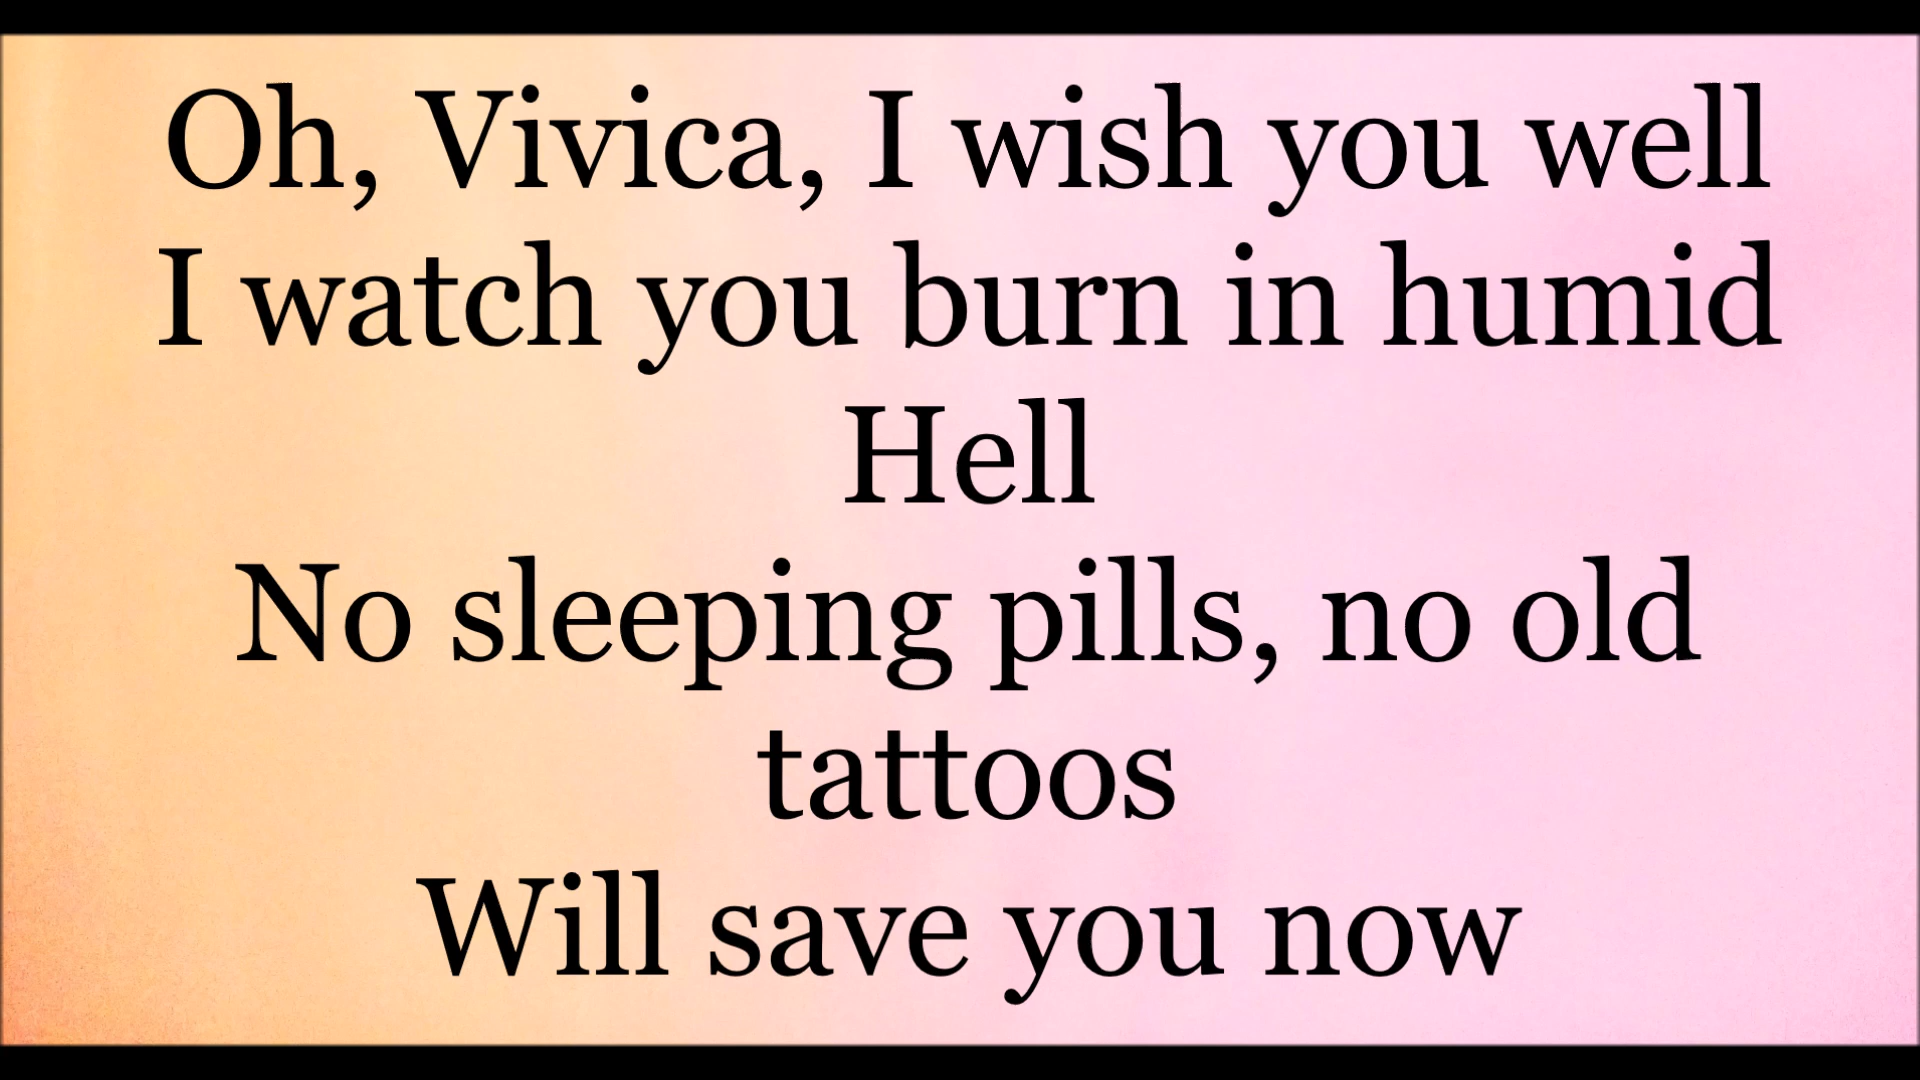 Oh, Vivica, I wish you well
I watch you burn in humid
Hell
No sleeping pills, no old
tattoos
Will save you now